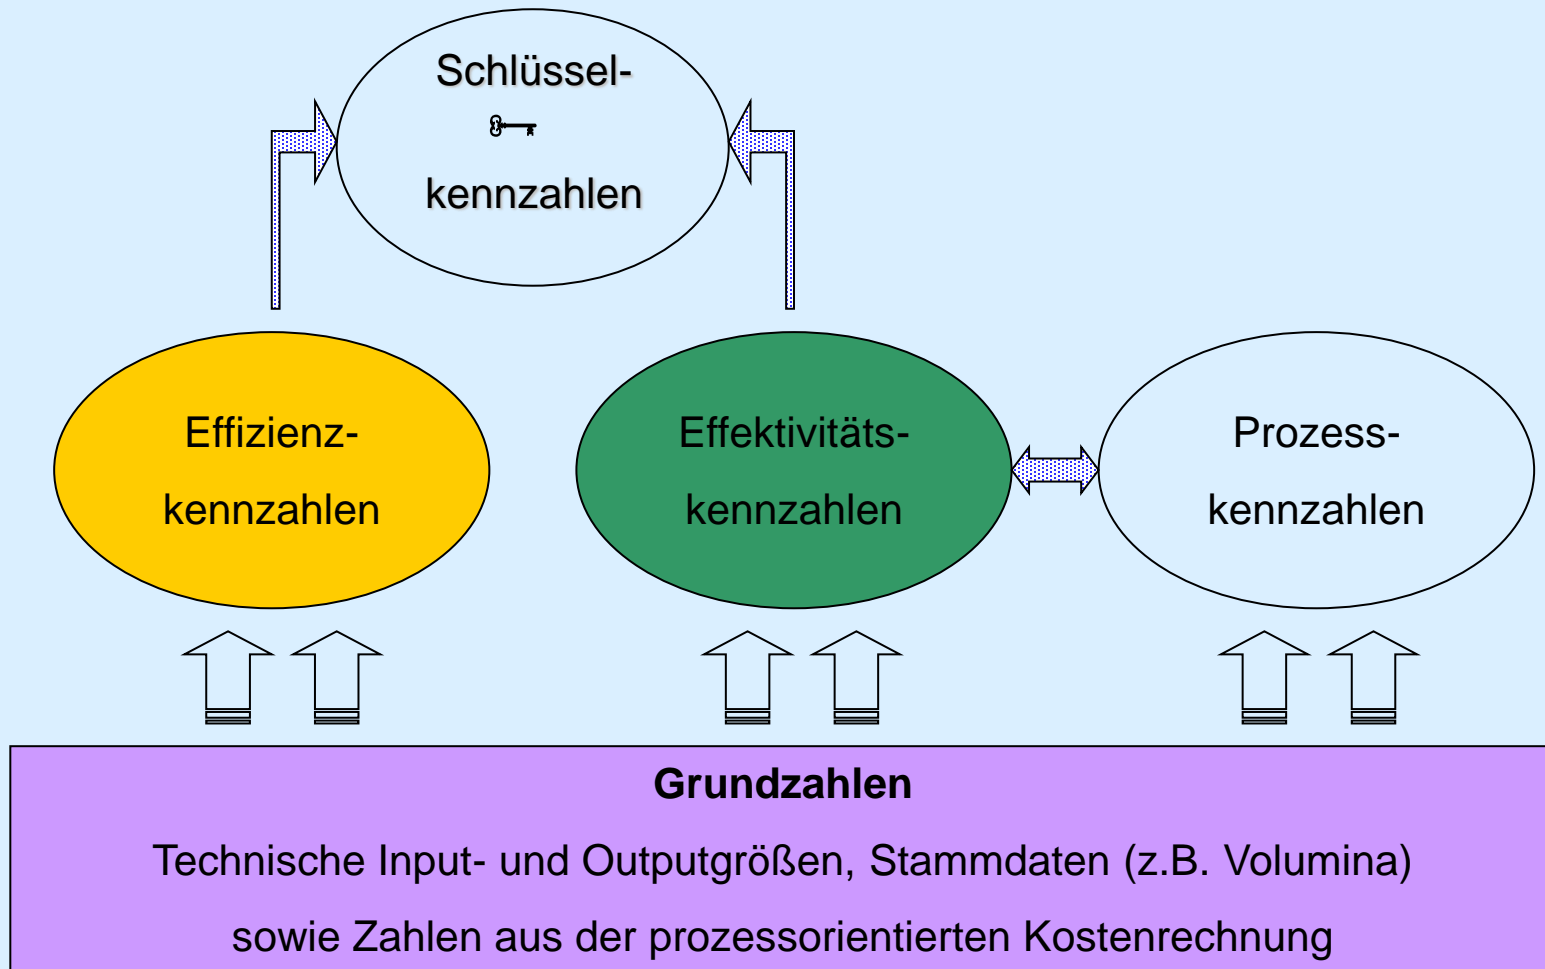 Schlüssel-
kennzahlen
Effizienz-
kennzahlen
Effektivitäts-
kennzahlen
Prozess-
kennzahlen
Grundzahlen
Technische Input- und Outputgrößen, Stammdaten (z.B. Volumina)
sowie Zahlen aus der prozessorientierten Kostenrechnung